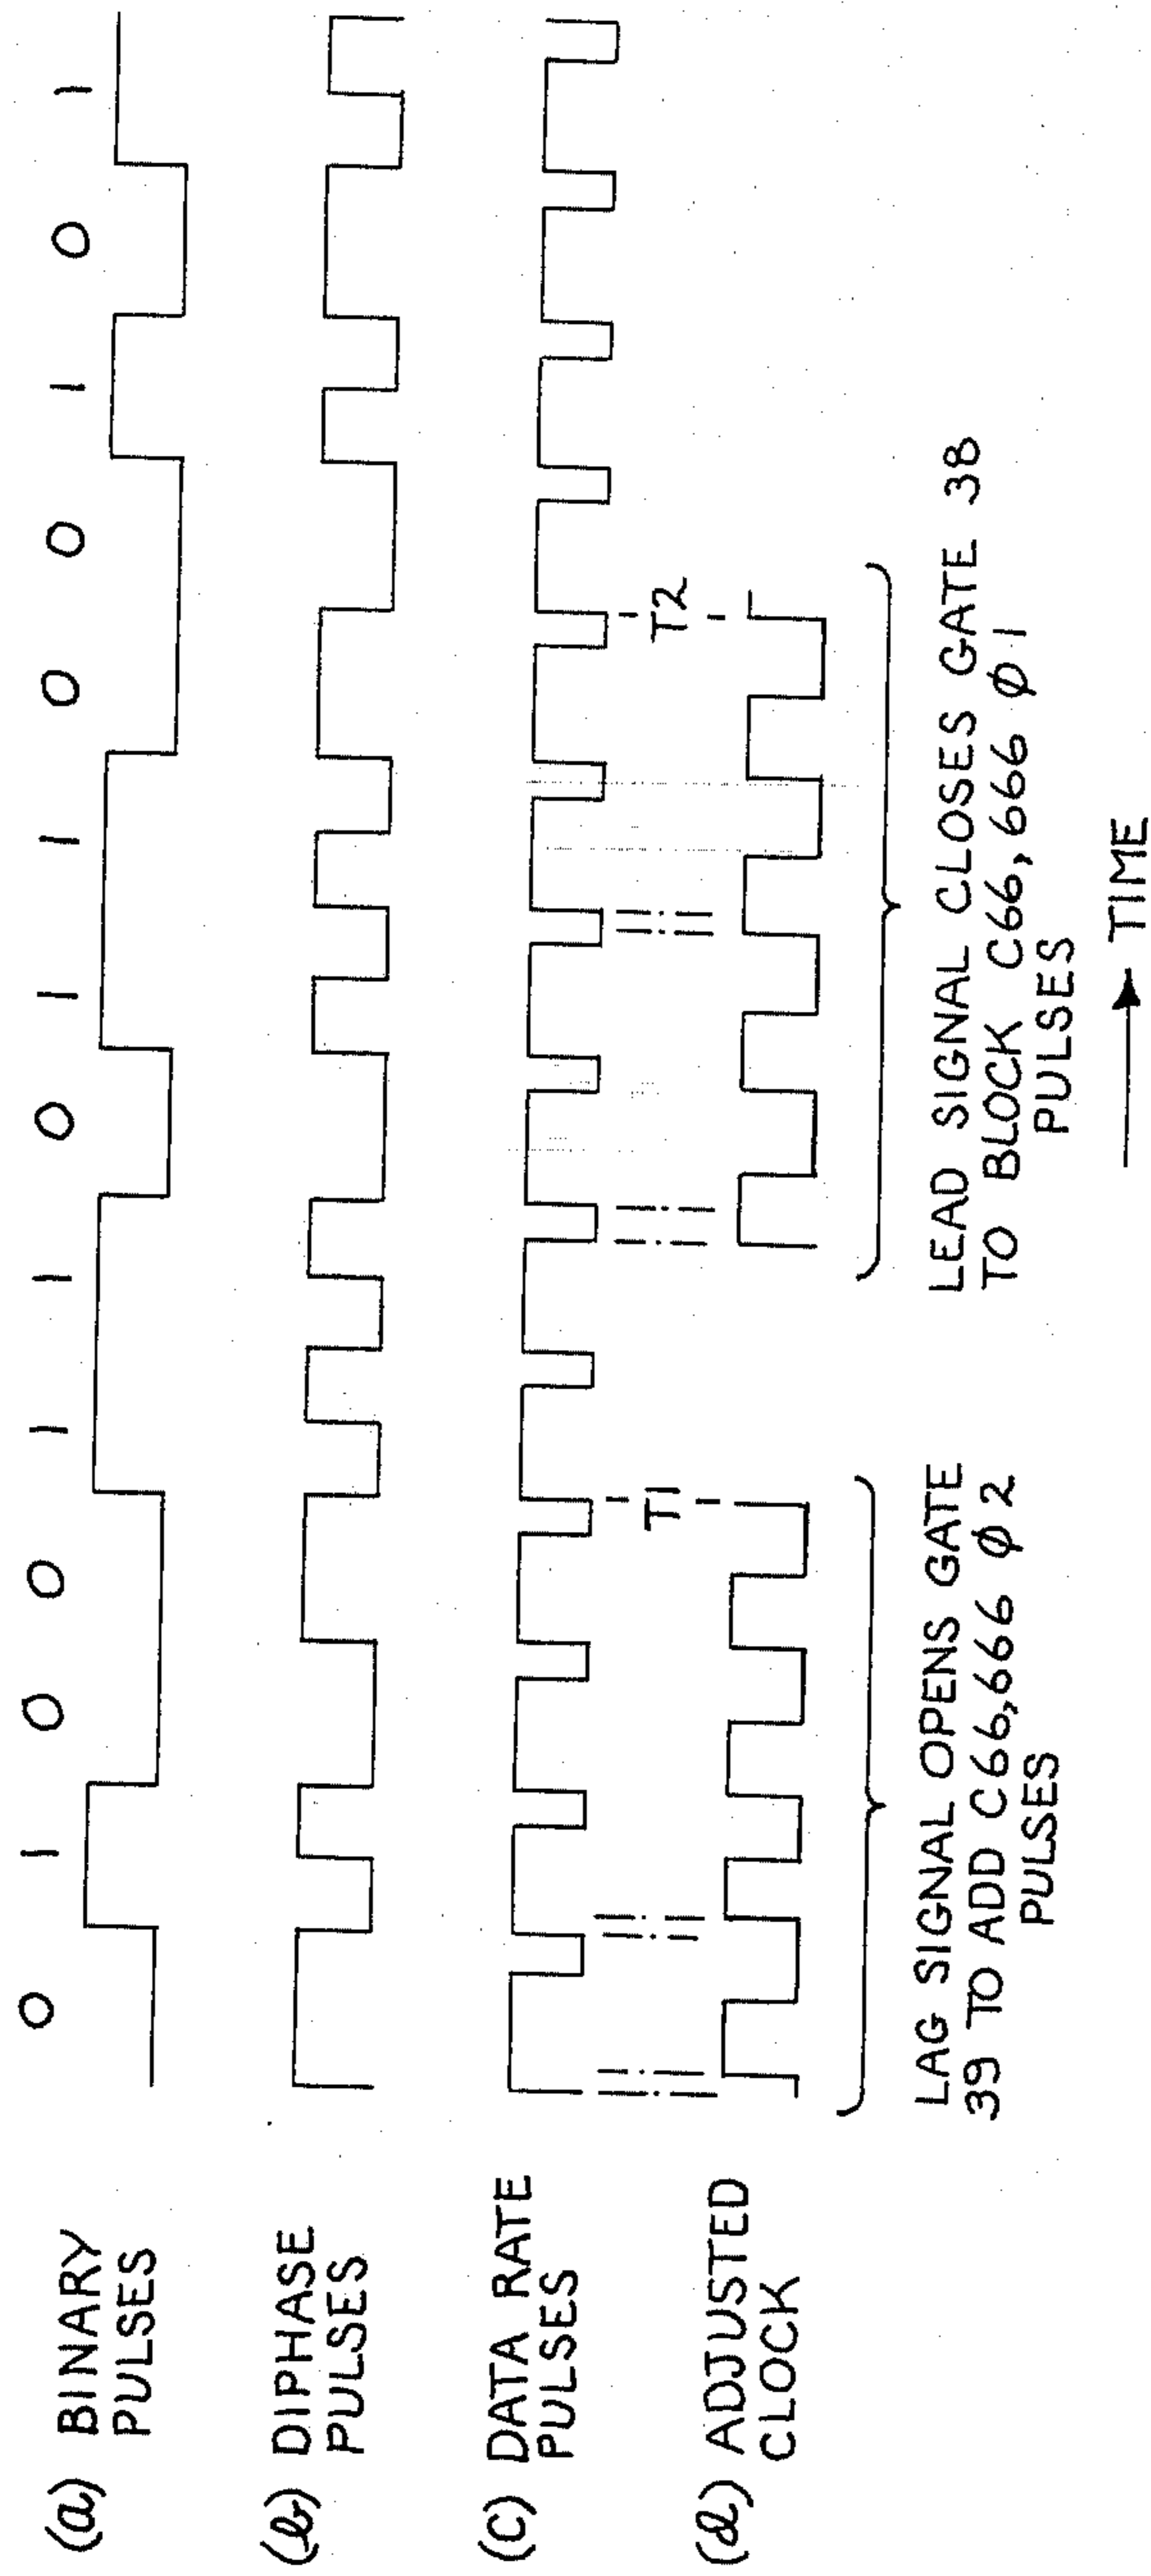 (a) BINARY
PULSES
0 1 0 0 1 1 0 1 1 0 0 1 0 1
(b) DIPHASE
PULSES
(c) DATA RATE
PULSES
T1
T2
(d) ADJUSTED
CLOCK
LAG SIGNAL OPENS GATE
39 TO ADD C66,666 φ2
PULSES
LEAD SIGNAL CLOSES GATE 38
TO BLOCK C66,666 φ1
PULSES
TIME